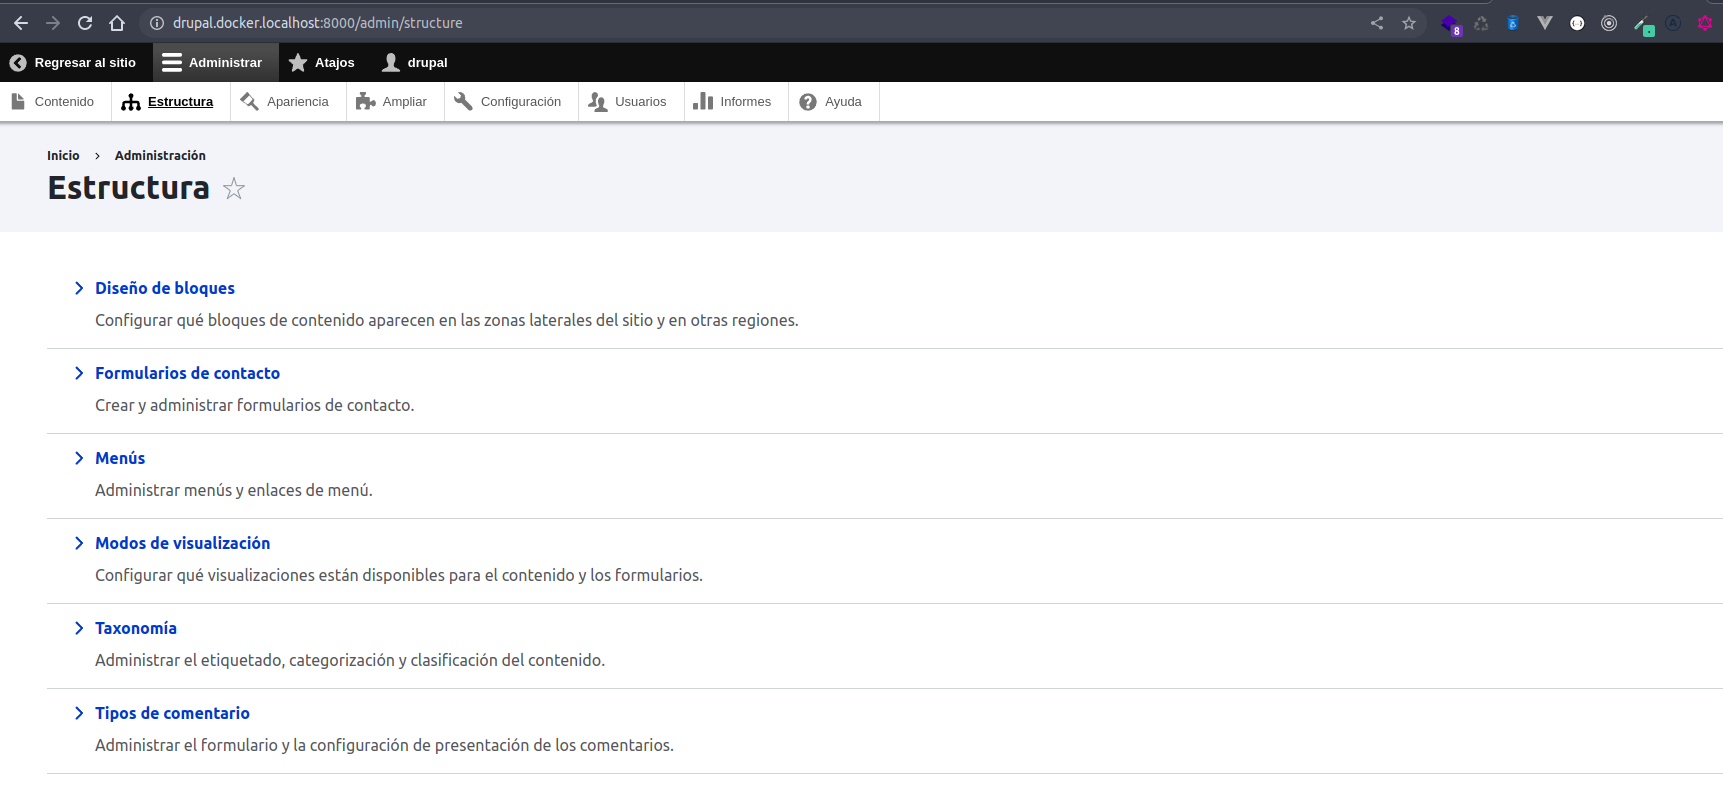 drupal.docker.localhost:8000/admin/structure
8
A
Regresar al sitio Administrar Atajos drupal
Contenido Estructura Apariencia Ampliar Configuración Usuarios Informes Ayuda
Inicio › Administración
Estructura
Diseño de bloques
Configurar qué bloques de contenido aparecen en las zonas laterales del sitio y en otras regiones.
Formularios de contacto
Crear y administrar formularios de contacto.
Menús
Administrar menús y enlaces de menú.
Modos de visualización
Configurar qué visualizaciones están disponibles para el contenido y los formularios.
Taxonomía
Administrar el etiquetado, categorización y clasificación del contenido.
Tipos de comentario
Administrar el formulario y la configuración de presentación de los comentarios.